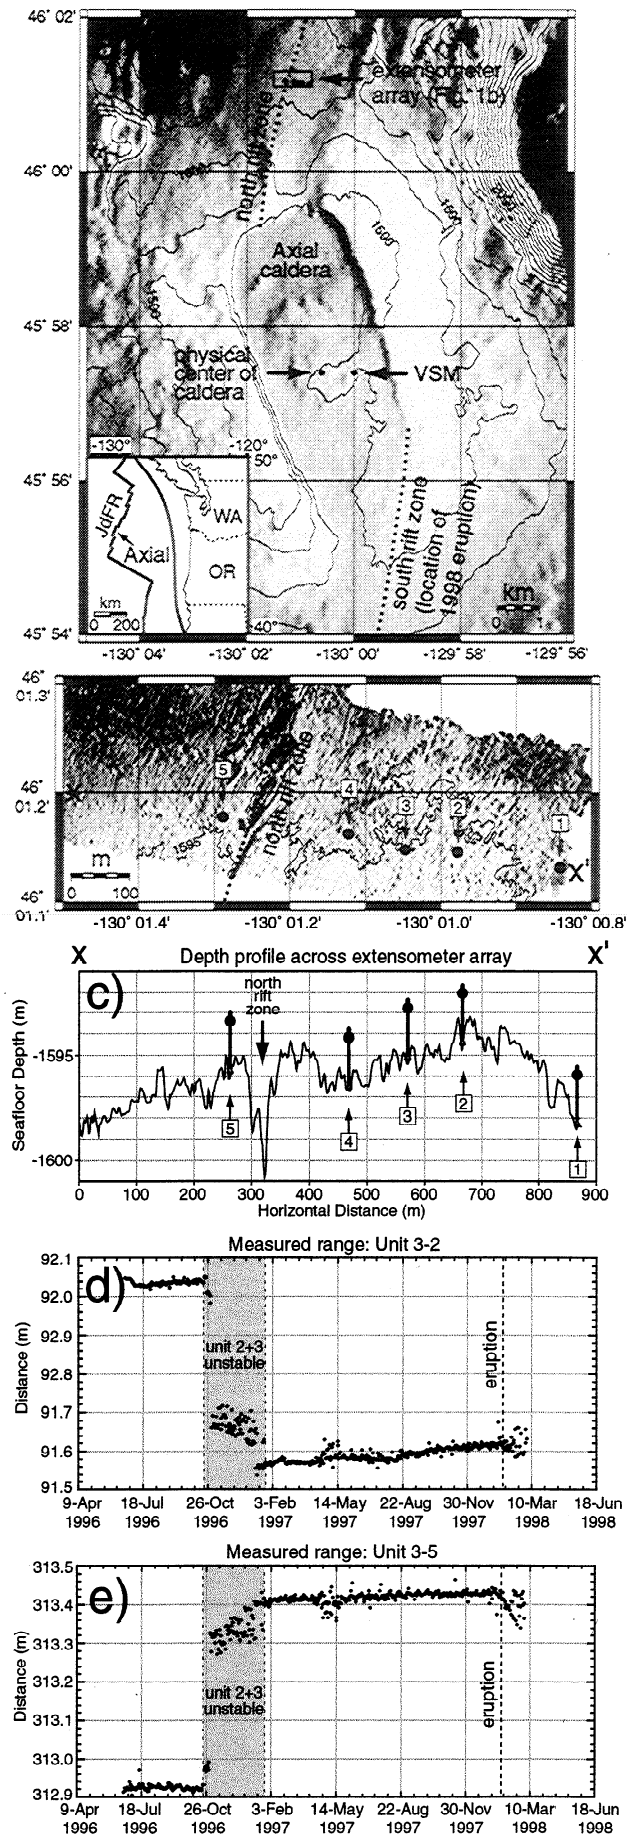 46° 02'
extensometer
array (Fig. 1b)
north rift zone
46° 00'
1600
1600
1500
2000
Axial
caldera
1500
45° 58'
physical
center of
caldera
VSM
-130°
-120°
50°
45° 56'
JdFR
WA
Axial
OR
km
0 200
40°
south rift zone
(location of
1998 eruption)
km
0 1
45° 54'
-130° 04'
-130° 02'
-130° 00'
-129° 58'
-129° 56'
46°
01.3'
5
north rift zone
X
46°
01.2'
4
3
2
1
1595
m
0 100
X'
46°
01.1'
-130° 01.4'
-130° 01.2'
-130° 01.0'
-130° 00.8'
X
Depth profile across extensometer array
X'
c)
north
rift
zone
Seafloor Depth (m)
-1595
-1600
5
4
3
2
1
0 100 200 300 400 500 600 700 800 900
Horizontal Distance (m)
Measured range: Unit 3-2
d)
Distance (m)
92.1
92.0
92.9
92.8
91.7
91.6
91.5
unit 2+3
unstable
eruption
9-Apr 18-Jul 26-Oct 3-Feb 14-May 22-Aug 30-Nov 10-Mar 18-Jun
1996 1996 1996 1997 1997 1997 1997 1998 1998
Measured range: Unit 3-5
e)
Distance (m)
313.5
313.4
313.3
313.2
313.1
313.0
312.9
unit 2+3
unstable
eruption
9-Apr 18-Jul 26-Oct 3-Feb 14-May 22-Aug 30-Nov 10-Mar 18-Jun
1996 1996 1996 1997 1997 1997 1997 1998 1998